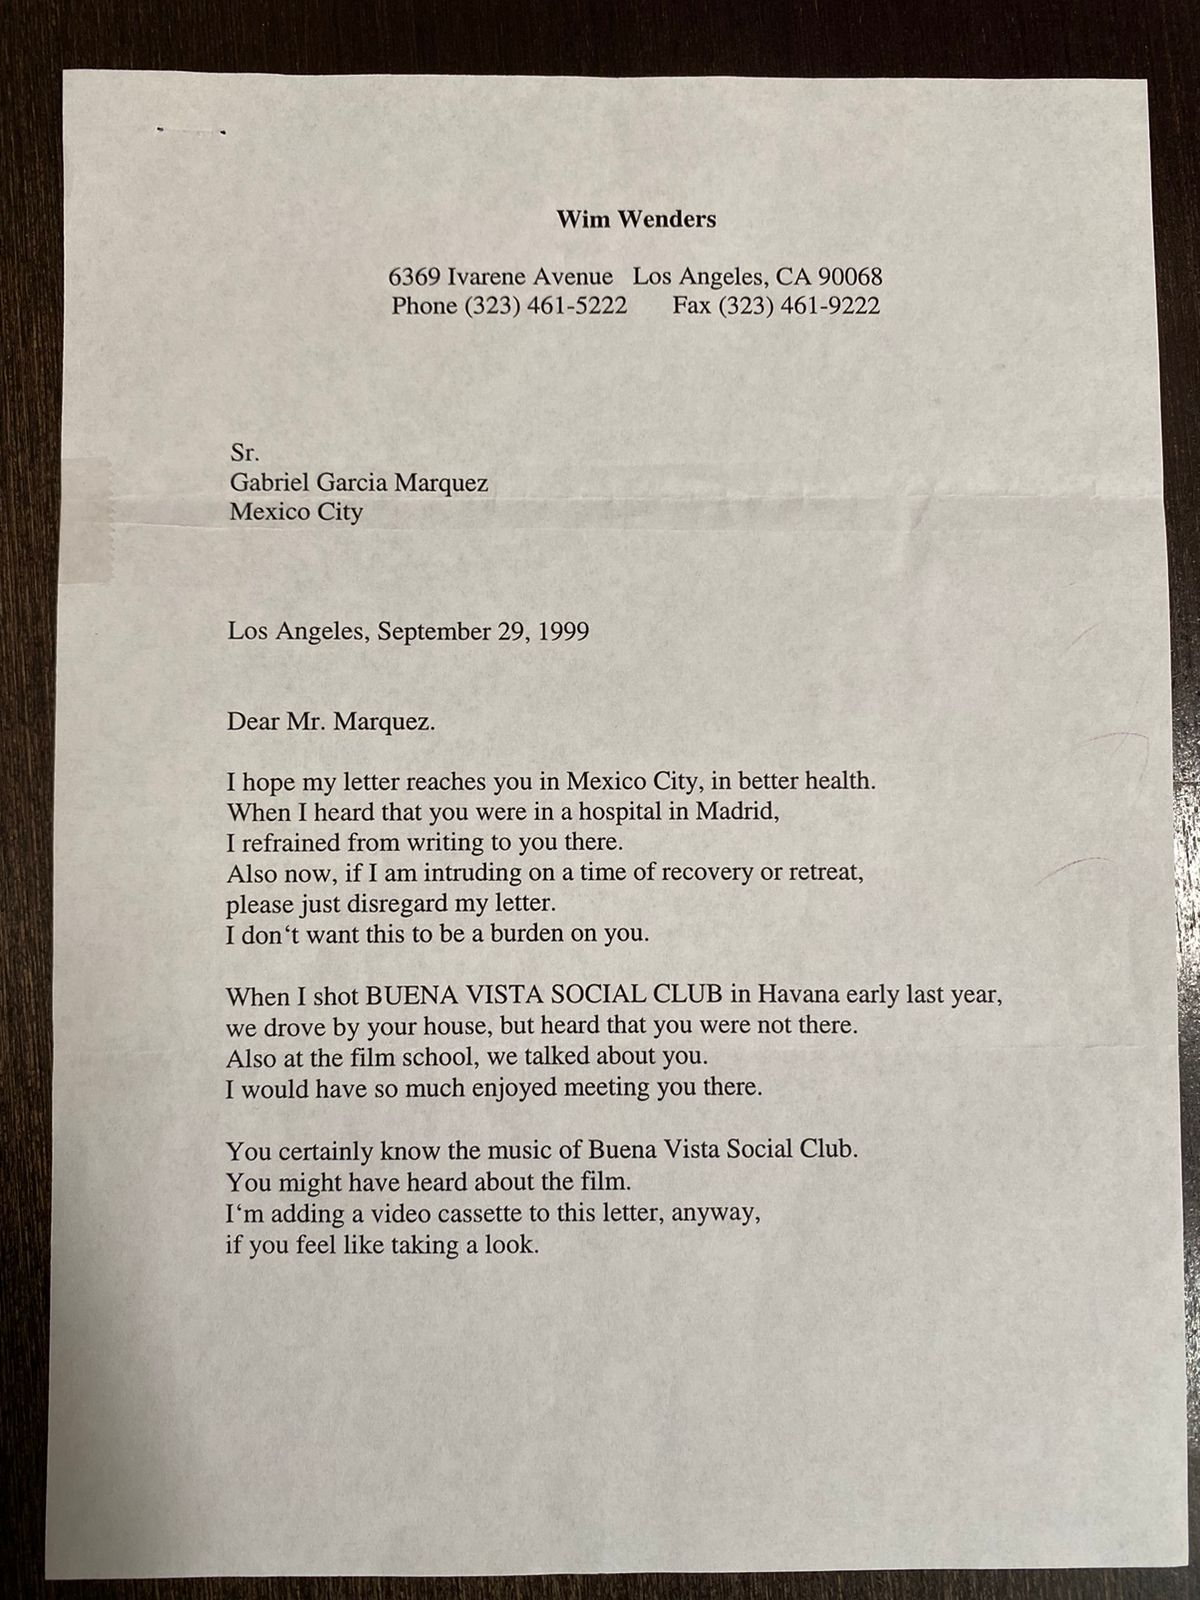 Wim Wenders
6369 Ivarene Avenue Los Angeles, CA 90068
Phone (323) 461-5222 Fax (323) 461-9222
Sr.
Gabriel Garcia Marquez
Mexico City
Los Angeles, September 29, 1999
Dear Mr. Marquez.
I hope my letter reaches you in Mexico City, in better health.
When I heard that you were in a hospital in Madrid,
I refrained from writing to you there.
Also now, if I am intruding on a time of recovery or retreat,
please just disregard my letter.
I don‘t want this to be a burden on you.
When I shot BUENA VISTA SOCIAL CLUB in Havana early last year,
we drove by your house, but heard that you were not there.
Also at the film school, we talked about you.
I would have so much enjoyed meeting you there.
You certainly know the music of Buena Vista Social Club.
You might have heard about the film.
I‘m adding a video cassette to this letter, anyway,
if you feel like taking a look.